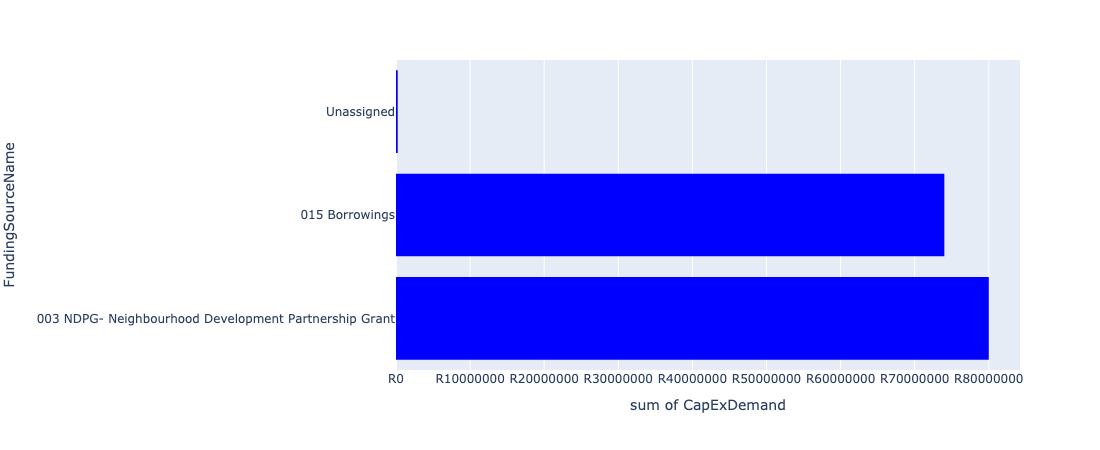 FundingSourceName
Unassigned
015 Borrowings
003 NDPG- Neighbourhood Development Partnership Grant
R0 R10000000 R20000000 R30000000 R40000000 R50000000 R60000000 R70000000 R80000000
sum of CapExDemand